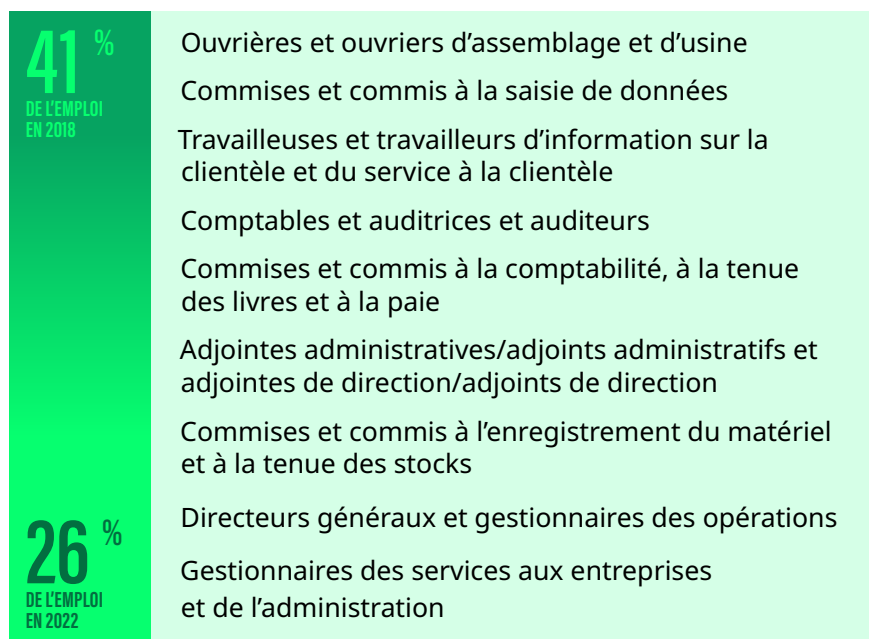 41 %
DE L'EMPLOI
EN 2018
Ouvrières et ouvriers d’assemblage et d’usine
Commises et commis à la saisie de données
Travailleuses et travailleurs d’information sur la
clientèle et du service à la clientèle
Comptables et auditrices et auditeurs
Commises et commis à la comptabilité, à la tenue
des livres et à la paie
Adjointes administratives/adjoints administratifs et
adjointes de direction/adjoints de direction
Commises et commis à l’enregistrement du matériel
et à la tenue des stocks
Directeurs généraux et gestionnaires des opérations
Gestionnaires des services aux entreprises
et de l’administration
26 %
DE L'EMPLOI
EN 2022